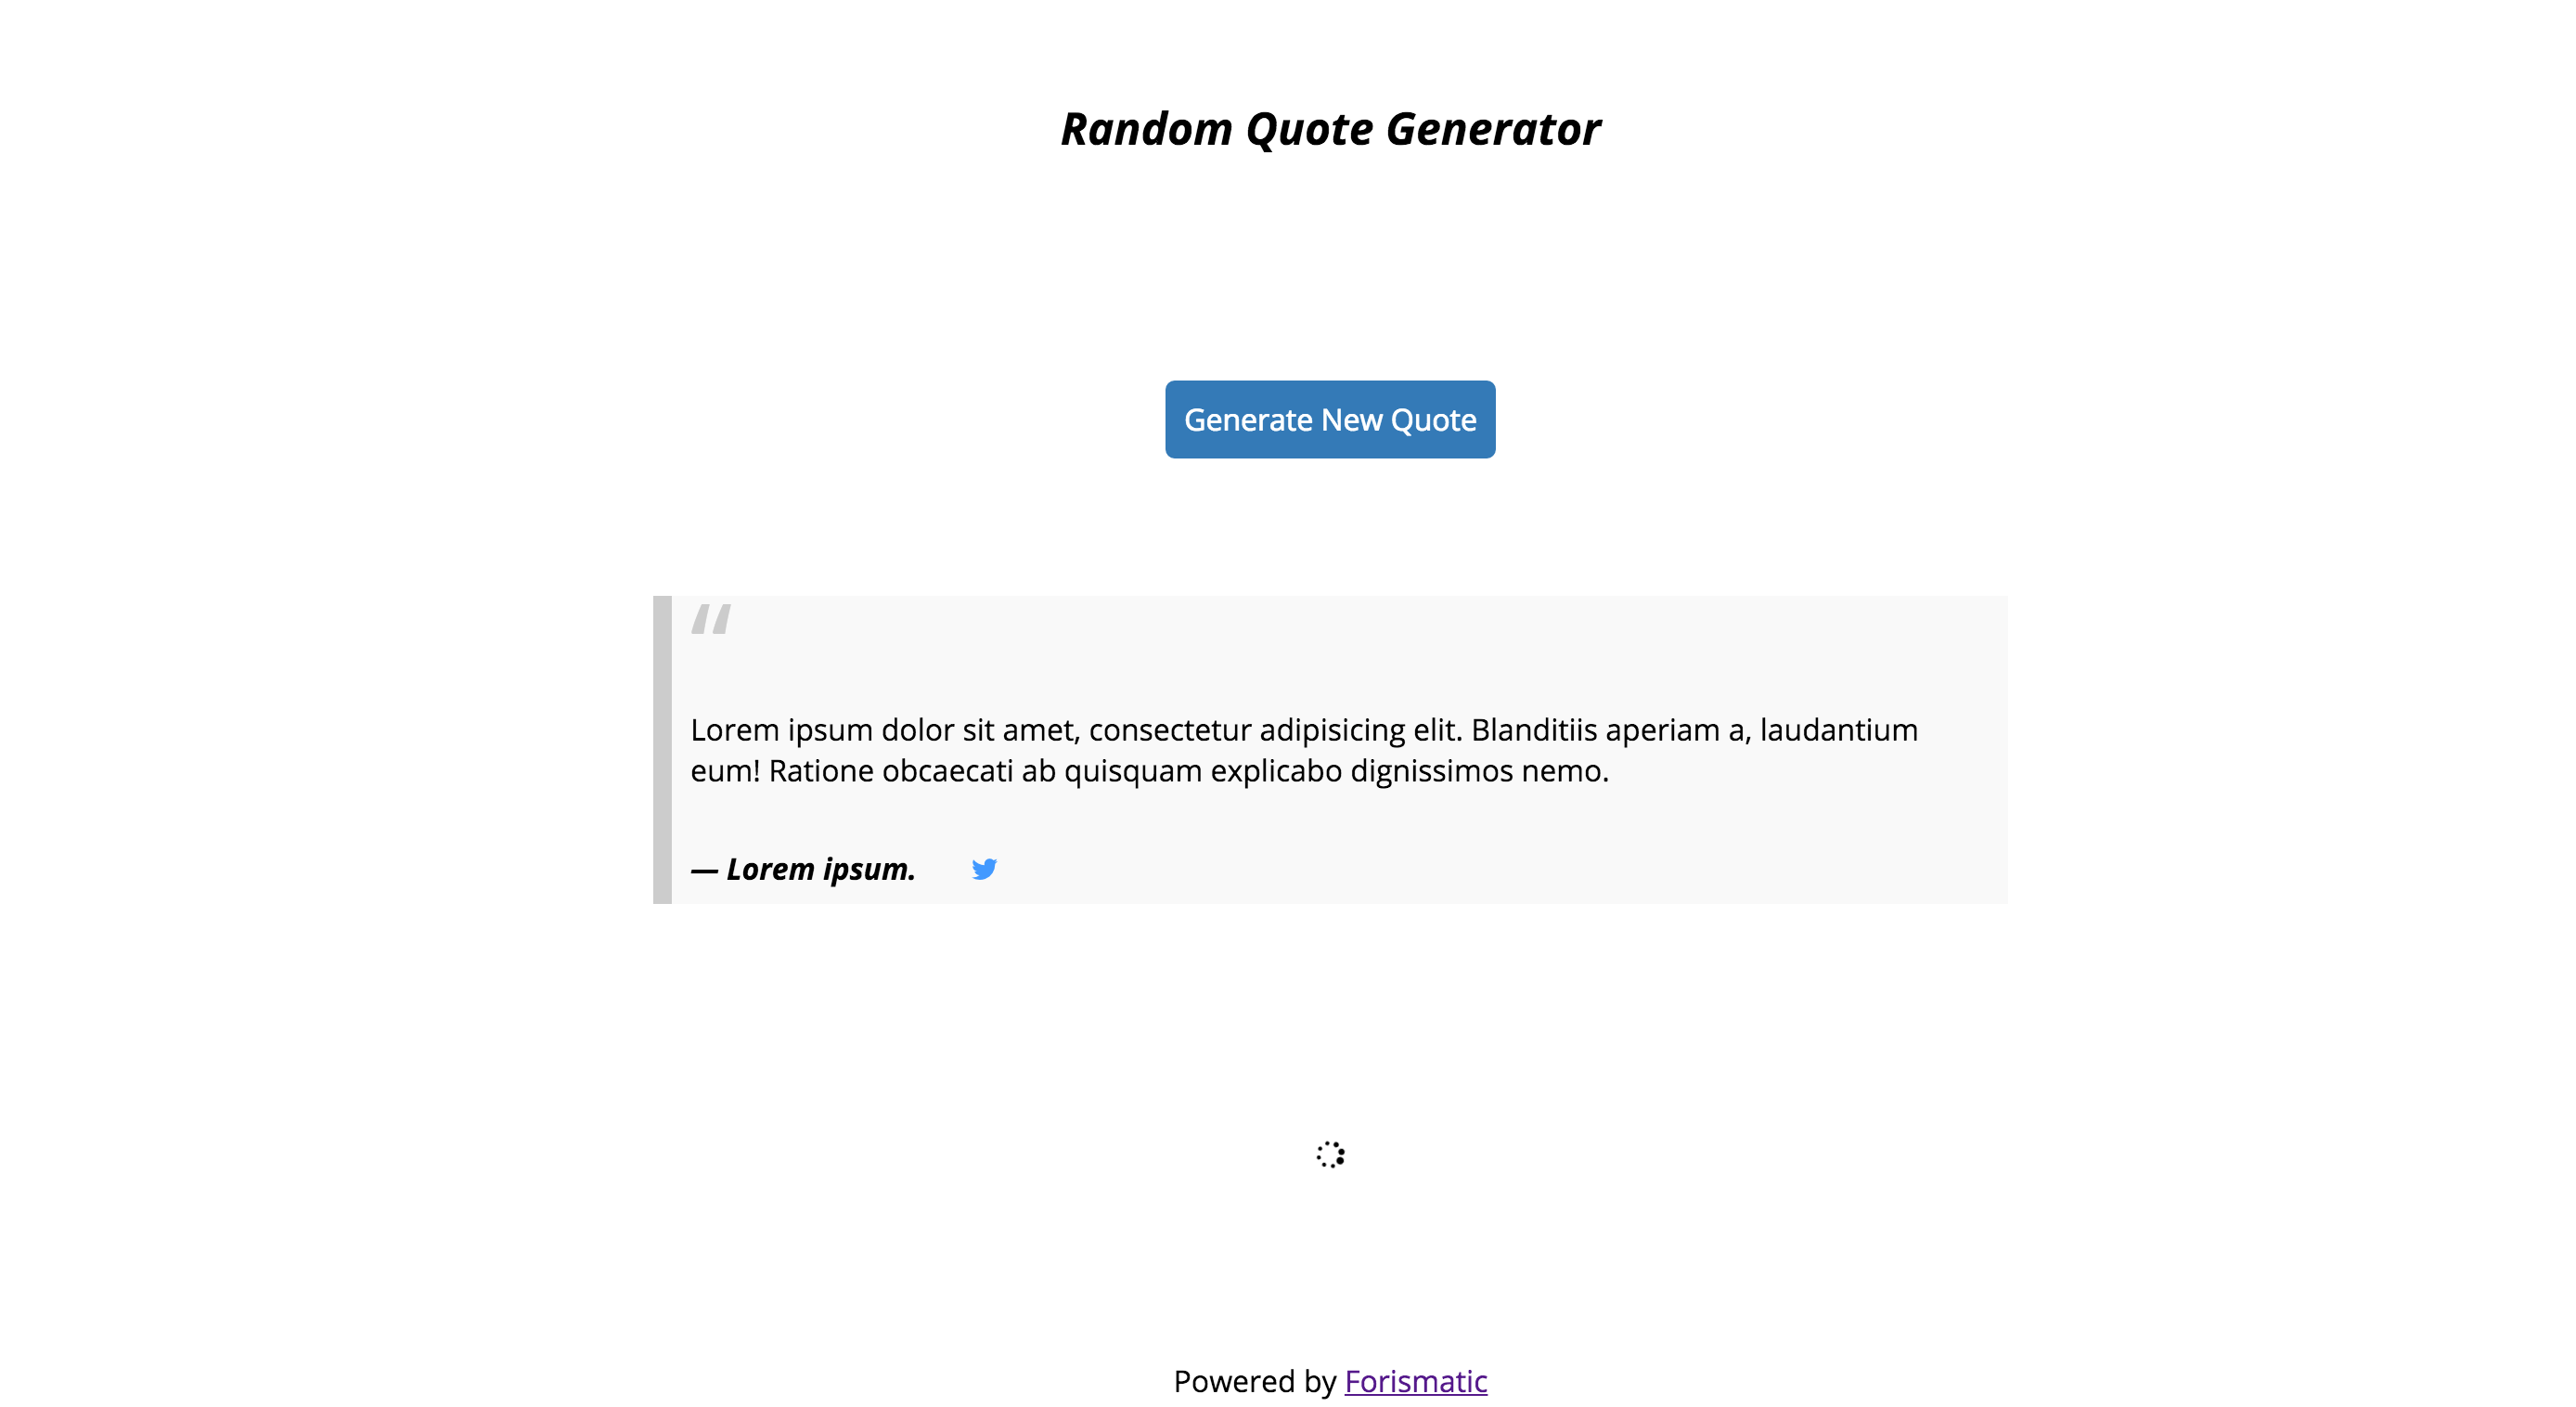 Random Quote Generator
Generate New Quote
“
Lorem ipsum dolor sit amet, consectetur adipisicing elit. Blanditiis aperiam a, laudantium
eum! Ratione obcaecati ab quisquam explicabo dignissimos nemo.
— Lorem ipsum.
Powered by Forismatic